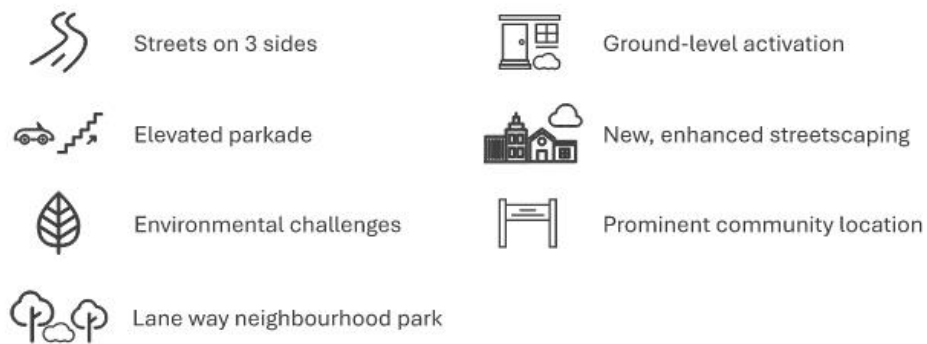 Streets on 3 sides
Elevated parkade
Environmental challenges
Lane way neighbourhood park
Ground-level activation
New, enhanced streetscaping
Prominent community location